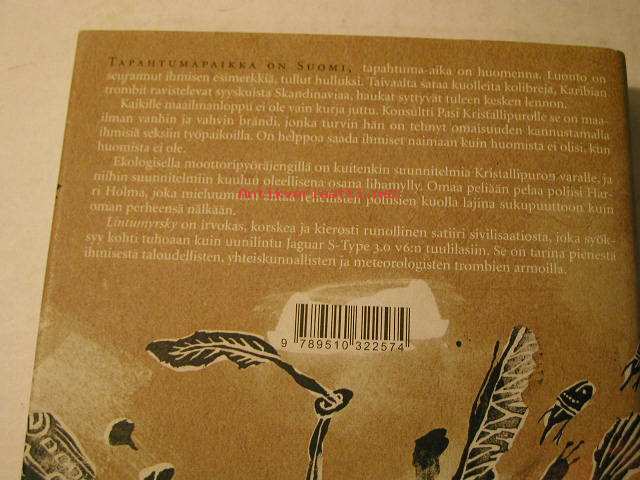 TAPAHTUMAPAIKKA ON SUOMI, tapahtuma-aika on huomenna. Luonto on
seurannut ihmisen esimerkkiä, tullut hulluksi. Taivaalta sataa kuolleita kolibreja, Karibian
trombit ravistelevat syyskuista Skandinaviaa, haukat syttyvät tuleen kesken lennon.
Kaikille maailmanloppu ei ole vain kurja juttu. Konsultti Pasi Kristallipurolle se on maa-
ilman vanhin ja vahvin brändi, jonka turvin hän on tehnyt omaisuuden kannustamalla
ihmisiä seksiin työpaikoilla. On helppoa saada ihmiset naimaan kuin huomista ei olisi, kun
huomista ei ole.
Ekologisella moottoripyöräjengillä on kuitenkin suunnitelmia Kristallipuron varalle, ja
niihin suunnitelmiin kuuluu oleellisena osana lihamylly. Omaa peliään pelaa poliisi Har-
ri Holma, joka mieluummin poliisien kuolla lajina sukupuuttoon kuin
oman perheensä nälkään.
Lintumyrsky on irvokas, korskea ja kierosti runollinen satiiri sivilisaatiosta, joka syök-
syy kohti tuhoaan kuin uunilintu Jaguar S-Type 3.0 v6:n tuulilasiin. Se on tarina pienestä
ihmisestä taloudellisten, yhteiskunnallisten ja meteorologisten trombien armoilla.
9 789510 322574